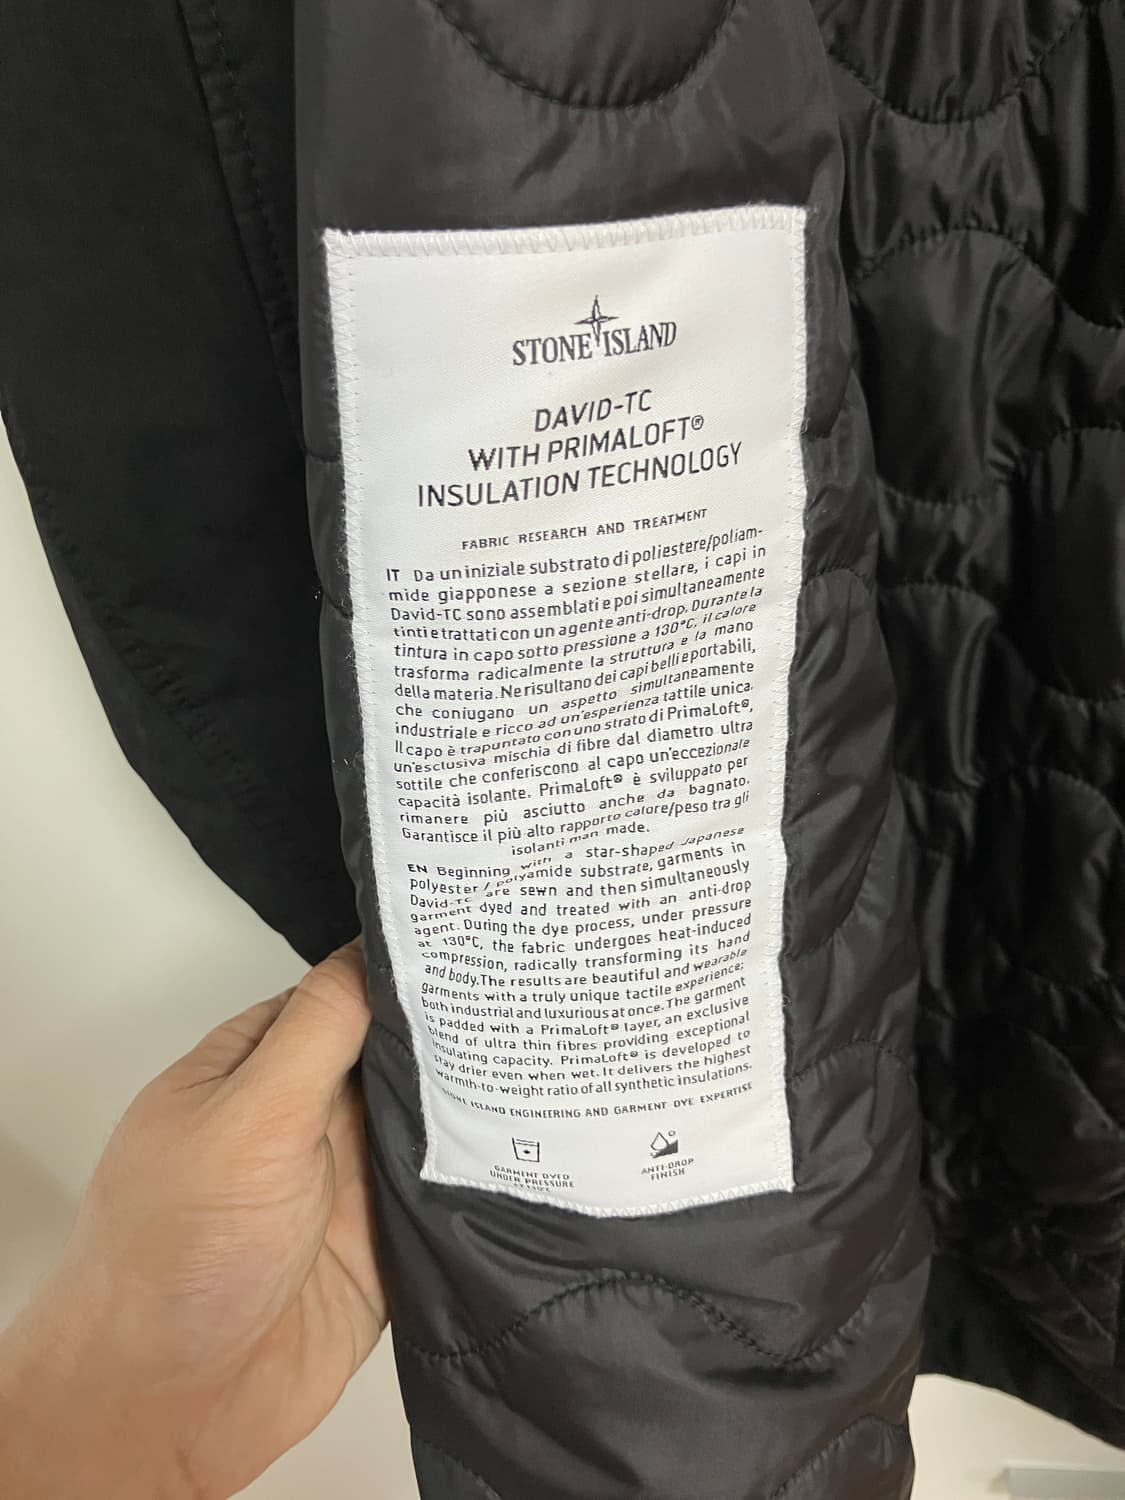 STONE ISLAND
DAVID-TC
WITH PRIMALOFT®
INSULATION TECHNOLOGY
FABRIC RESEARCH AND TREATMENT
IT Da un iniziale substrato di poliestere/poliam-
mide giapponese a sezione stellare, i capi in
David-TC sono assemblati e poi simultaneamente
tinti e trattati con un agente anti-drop. Durante la
tintura in capo sotto pressione a 130°C, il calore
trasforma radicalmente la struttura e la mano
della materia. Ne risultano dei capi belli e portabili,
che coniugano un aspetto simultaneamente
industriale e ricco ad un'esperienza tattile unica.
Il capo è trapuntato con uno strato di PrimaLoft®,
un'esclusiva mischia di fibre dal diametro ultra
sottile che conferiscono al capo un'eccezionale
capacità isolante. PrimaLoft® è sviluppato per
rimanere più asciutto anche da bagnato.
Garantisce il più alto rapporto calore/peso tra gli
isolanti man made.
EN Beginning with a star-shaped Japanese
polyester / polyamide substrate, garments in
David-TC are sewn and then simultaneously
garment dyed and treated with an anti-drop
agent. During the dye process, under pressure
at 130°C, the fabric undergoes heat-induced
compression, radically transforming its hand
and body. The results are beautiful and wearable
garments with a truly unique tactile experience;
both industrial and luxurious at once. The garment
is padded with a PrimaLoft® layer, an exclusive
blend of ultra thin fibres providing exceptional
insulating capacity. PrimaLoft® is developed to
stay drier even when wet. It delivers the highest
warmth-to-weight ratio of all synthetic insulations.
STONE ISLAND ENGINEERING AND GARMENT DYE EXPERTISE
GARMENT DYED
UNDER PRESSURE
AT 130°C
ANTI-DROP
FINISH